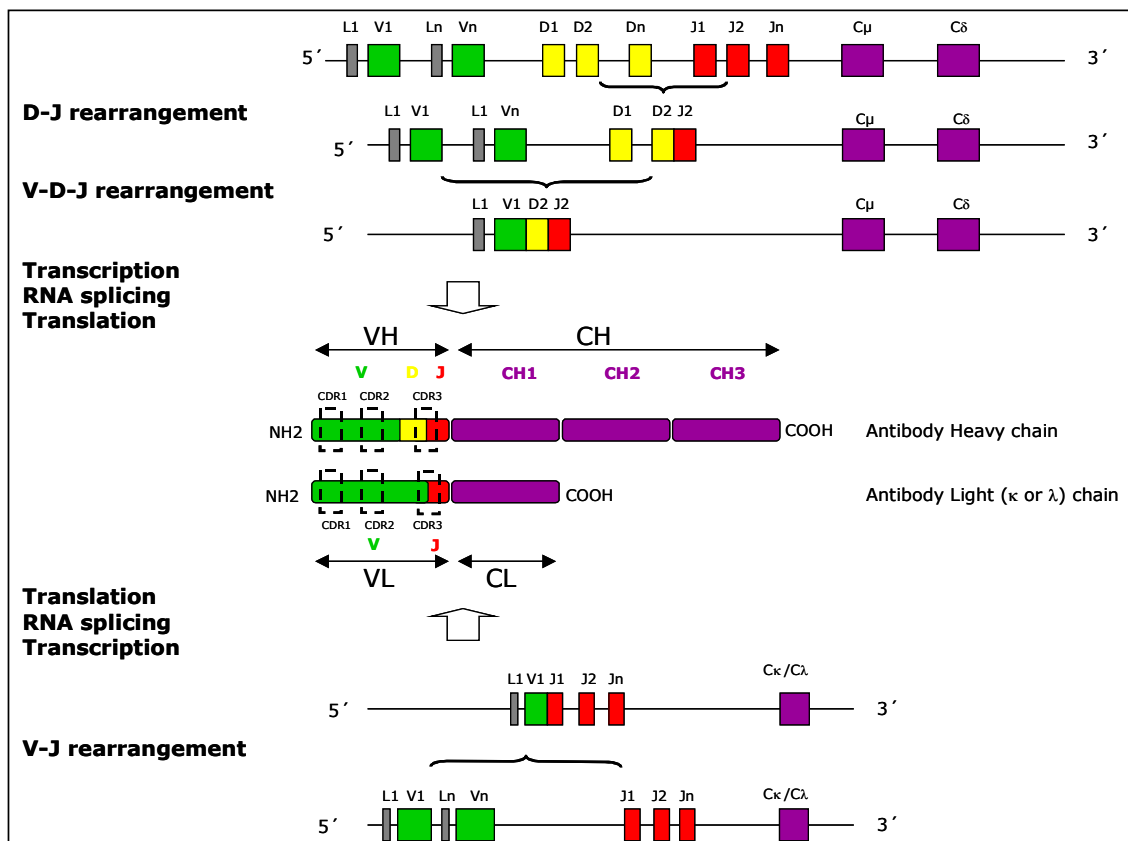 L1 V1 Ln Vn D1 D2 Dn J1 J2 Jn Cμ Cδ
5´ 3´
D-J rearrangement
L1 V1 L1 Vn D1 D2 J2 Cμ Cδ
5´ 3´
V-D-J rearrangement
L1 V1 D2 J2 Cμ Cδ
5´ 3´
Transcription
RNA splicing
Translation
VH CH
V D J CH1 CH2 CH3
CDR1 CDR2 CDR3
NH2 COOH Antibody Heavy chain
NH2 COOH Antibody Light (κ or λ) chain
CDR1 CDR2 CDR3
V J
VL CL
Translation
RNA splicing
Transcription
L1 V1 J1 J2 Jn Cκ/Cλ
5´ 3´
V-J rearrangement
L1 V1 Ln Vn J1 J2 Jn Cκ/Cλ
5´ 3´